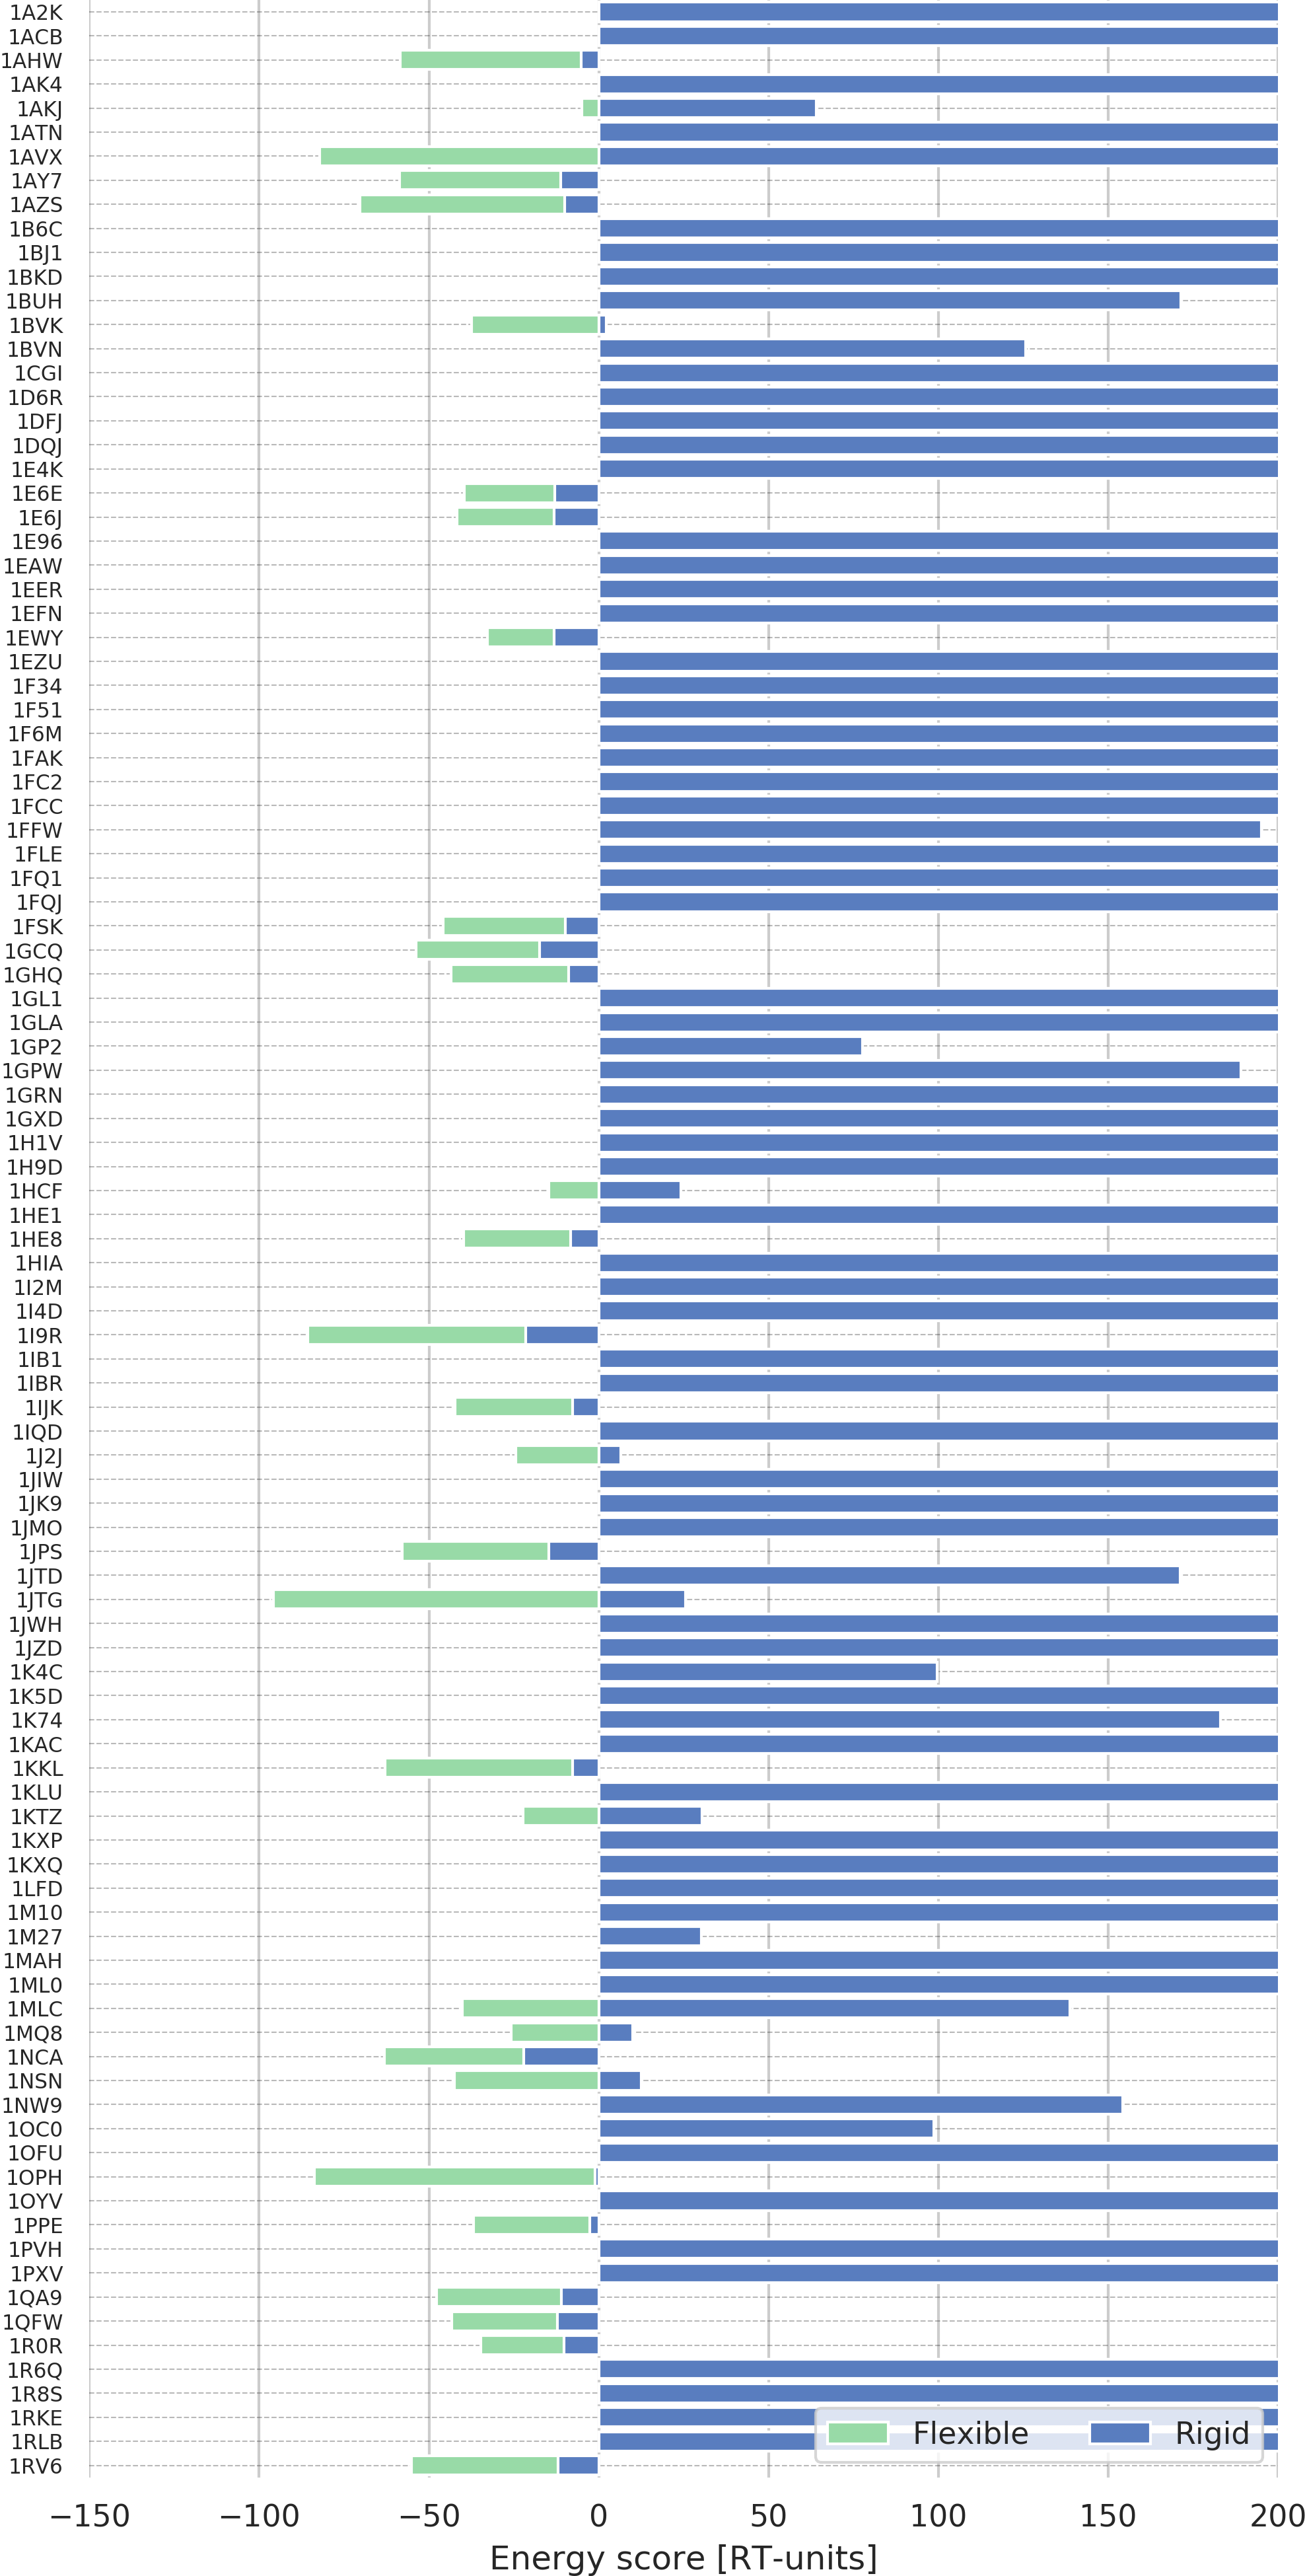 1A2K
1ACB
1AHW
1AK4
1AKJ
1ATN
1AVX
1AY7
1AZS
1B6C
1BJ1
1BKD
1BUH
1BVK
1BVN
1CGI
1D6R
1DFJ
1DQJ
1E4K
1E6E
1E6J
1E96
1EAW
1EER
1EFN
1EWY
1EZU
1F34
1F51
1F6M
1FAK
1FC2
1FCC
1FFW
1FLE
1FQ1
1FQJ
1FSK
1GCQ
1GHQ
1GL1
1GLA
1GP2
1GPW
1GRN
1GXD
1H1V
1H9D
1HCF
1HE1
1HE8
1HIA
1I2M
1I4D
1I9R
1IB1
1IBR
1IJK
1IQD
1J2J
1JIW
1JK9
1JMO
1JPS
1JTD
1JTG
1JWH
1JZD
1K4C
1K5D
1K74
1KAC
1KKL
1KLU
1KTZ
1KXP
1KXQ
1LFD
1M10
1M27
1MAH
1ML0
1MLC
1MQ8
1NCA
1NSN
1NW9
1OC0
1OFU
1OPH
1OYV
1PPE
1PVH
1PXV
1QA9
1QFW
1R0R
1R6Q
1R8S
1RKE
1RLB
1RV6
Flexible Rigid
−150 −100 −50 0 50 100 150 200
Energy score [RT-units]